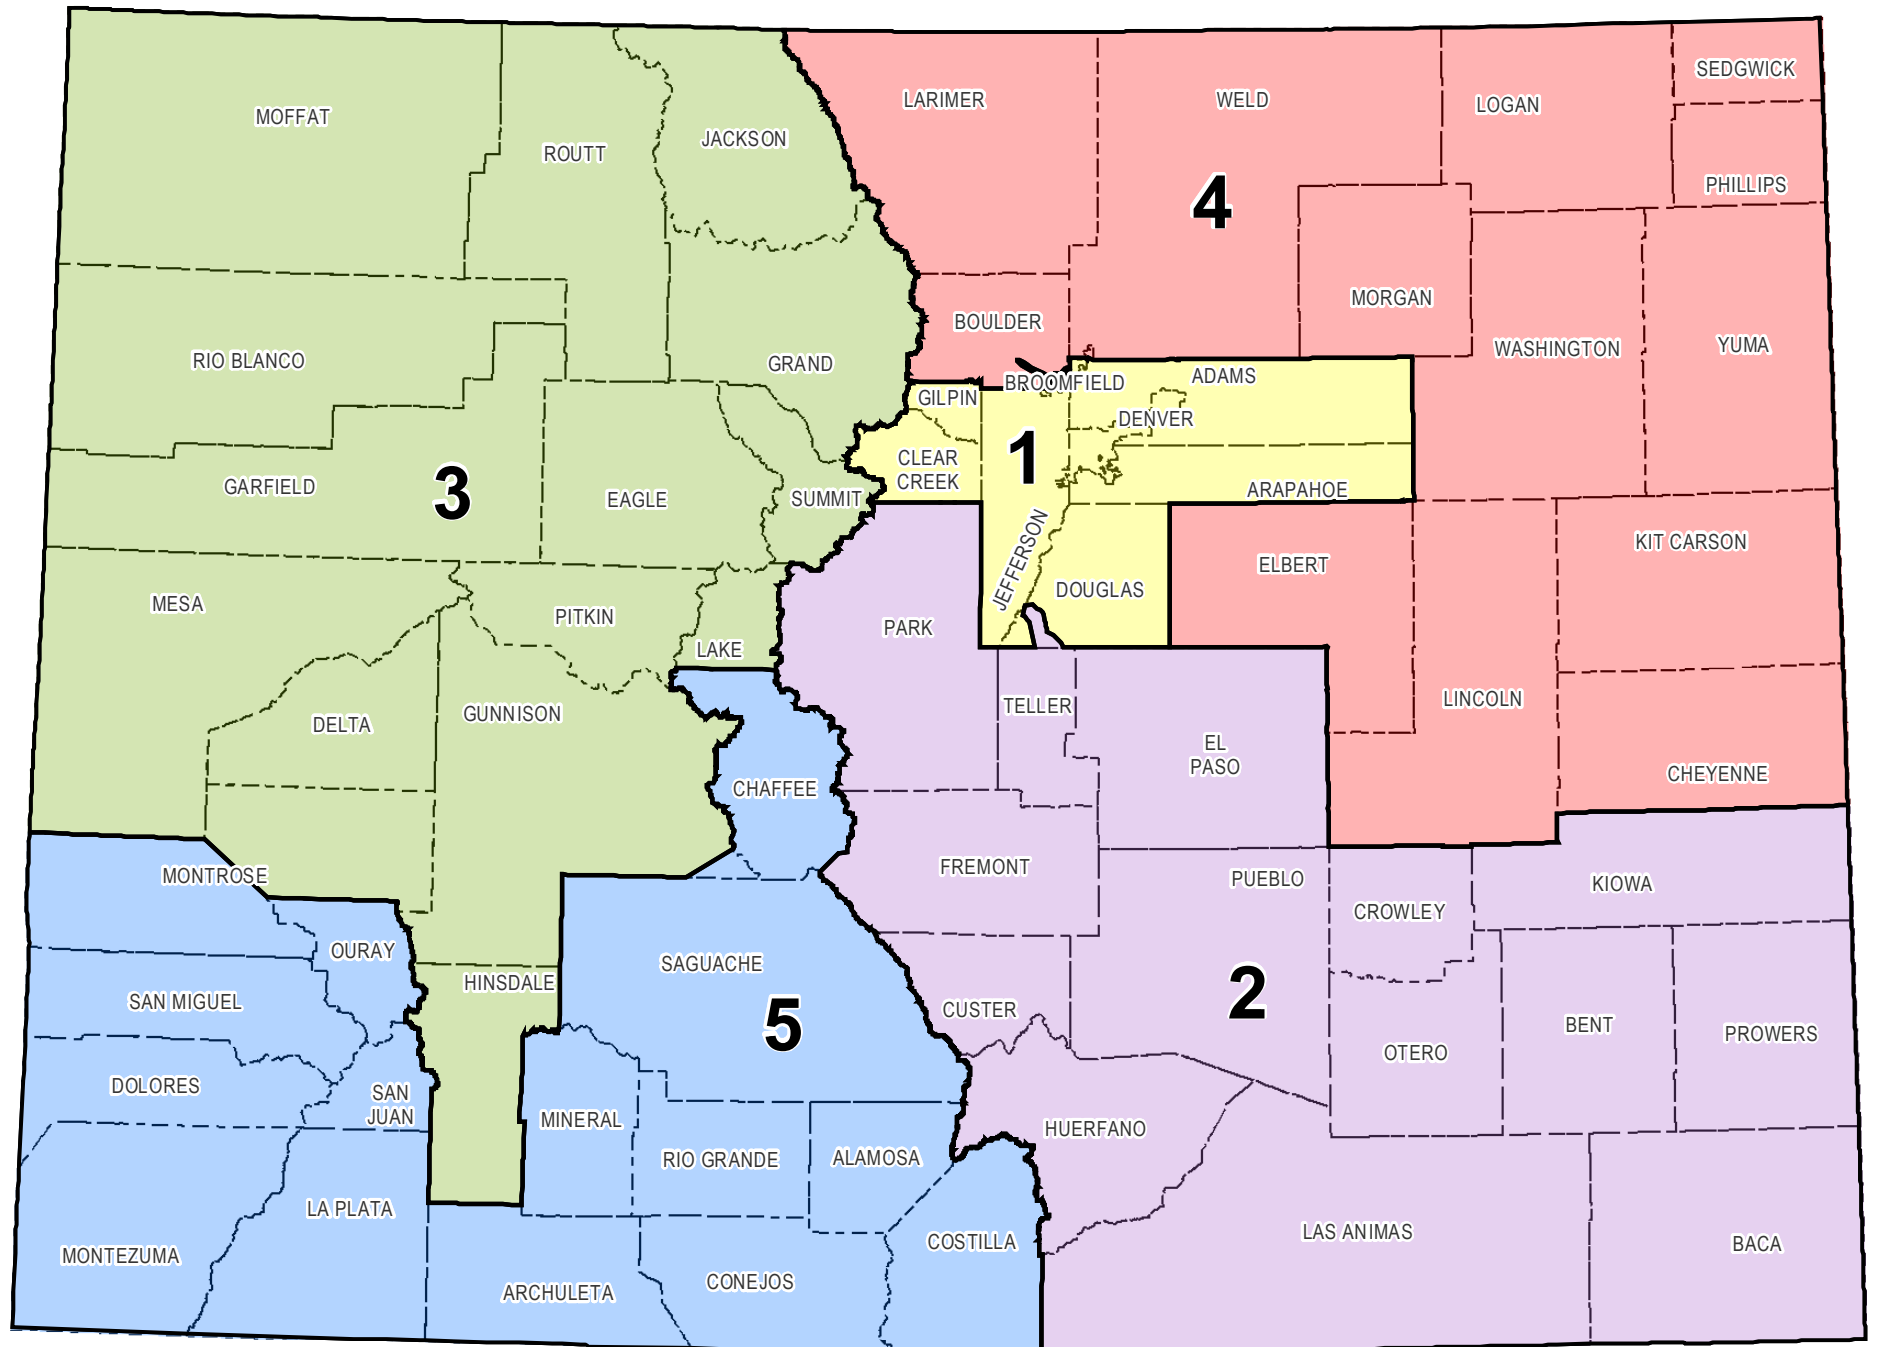 SEDGWICK
LARIMER
WELD
LOGAN
MOFFAT
JACKSON
ROUTT
PHILLIPS
4
MORGAN
BOULDER
YUMA
WASHINGTON
RIO BLANCO
GRAND
ADAMS
BROOMFIELD
GILPIN
DENVER
1
CLEAR
CREEK
GARFIELD
3
EAGLE
SUMMIT
ARAPAHOE
KIT CARSON
JEFFERSON
ELBERT
DOUGLAS
MESA
PITKIN
PARK
LAKE
LINCOLN
TELLER
GUNNISON
DELTA
EL
PASO
CHEYENNE
CHAFFEE
FREMONT
MONTROSE
PUEBLO
KIOWA
CROWLEY
OURAY
SAGUACHE
HINSDALE
2
SAN MIGUEL
CUSTER
5
BENT
PROWERS
OTERO
DOLORES
SAN
JUAN
MINERAL
HUERFANO
RIO GRANDE
ALAMOSA
LA PLATA
LAS ANIMAS
COSTILLA
BACA
MONTEZUMA
CONEJOS
ARCHULETA